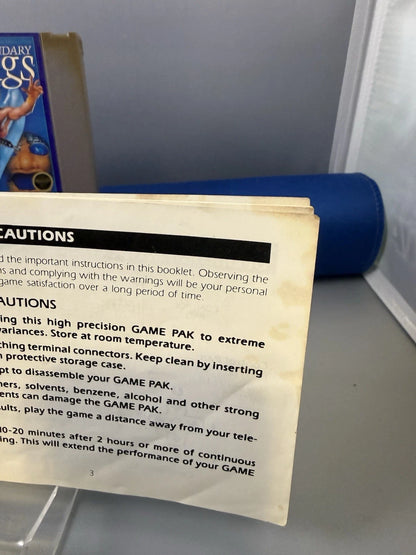 NDARY
gs
CAUTIONS
d the important instructions in this booklet. Observing the
ns and complying with the warnings will be your personal
game satisfaction over a long period of time.
AUTIONS
ing this high precision GAME PAK to extreme
variances. Store at room temperature.
ching terminal connectors. Keep clean by inserting
n protective storage case.
pt to disassemble your GAME PAK.
ners, solvents, benzene, alcohol and other strong
ents can damage the GAME PAK.
sults, play the game a distance away from your tele-
10-20 minutes after 2 hours or more of continuous
ing. This will extend the performance of your GAME
3